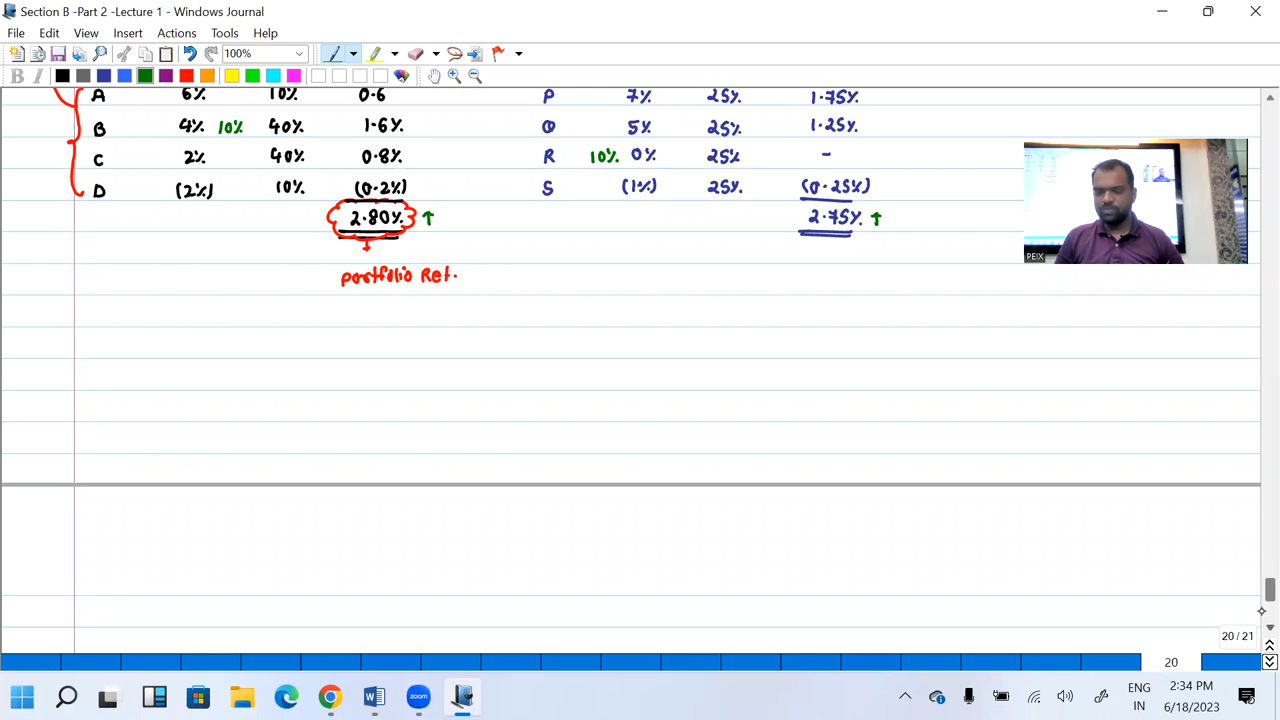 Section B -Part 2 -Lecture 1 - Windows Journal
File Edit View Insert Actions Tools Help
100%
B I
A 6% 10% 0.6 P 7% 25% 1.75%
B 4% 10% 40% 1.6% Q 5% 25% 1.25%
C 2% 40% 0.8% R 10% 0% 25% -
D (2%) 10% (0.2%) S (1%) 25% (0.25%)
2.80% ↑ 2.75% ↑
Portfolio Ret.
PEIX
20 / 21
20
W zoom
ENG 2:34 PM
IN 6/18/2023